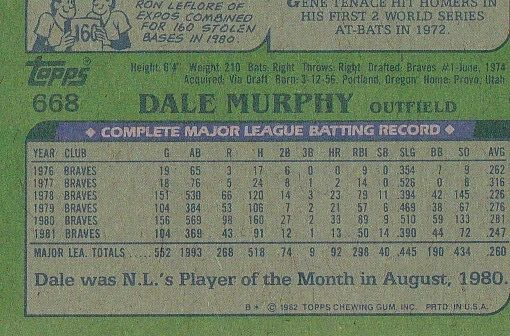 RON LEFLORE OF
EXPOS COMBINED
FOR 160 STOLEN
BASES IN 1980
160
GENE TENACE HIT HOMERS IN
HIS FIRST 2 WORLD SERIES
AT-BATS IN 1972.
Topps
668
Height: 6'4" Weight: 210 Bats: Right Throws: Right Drafted: Braves #1-June, 1974
Acquired: Via Draft Born: 3-12-56, Portland, Oregon Home: Provo, Utah
DALE MURPHY OUTFIELD
◆ COMPLETE MAJOR LEAGUE BATTING RECORD ◆
YEAR CLUB G AB R H 2B 3B HR RBI SB SLG BB SO AVG
1976 BRAVES 19 65 3 17 6 0 0 9 0 .354 7 9 .262
1977 BRAVES 18 76 5 24 8 1 2 14 0 .526 0 8 .316
1978 BRAVES 151 530 66 120 14 3 23 79 11 .394 42 145 .226
1979 BRAVES 104 384 53 106 7 2 21 57 6 .469 38 67 .276
1980 BRAVES 156 569 98 160 27 2 33 89 9 .510 59 133 .281
1981 BRAVES 104 369 43 91 12 1 13 50 14 .390 44 72 .247
MAJOR LEA. TOTALS ..... 552 1993 268 518 74 9 92 298 40 .445 190 434 .260
Dale was N.L.'s Player of the Month in August, 1980.
B* © 1982 TOPPS CHEWING GUM, INC. PRTD. IN U.S.A.